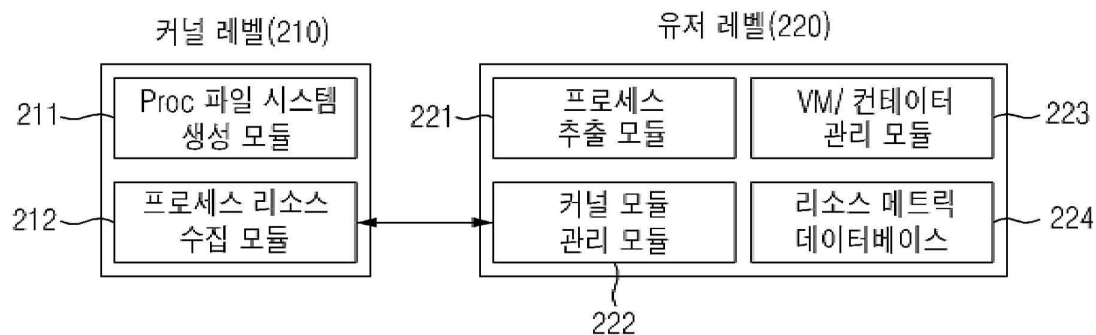 커널 레벨(210)
유저 레벨(220)
211
Proc 파일 시스템
생성 모듈
221
프로세스
추출 모듈
VM/ 컨테이터
관리 모듈
223
212
프로세스 리소스
수집 모듈
커널 모듈
관리 모듈
리소스 메트릭
데이터베이스
224
222